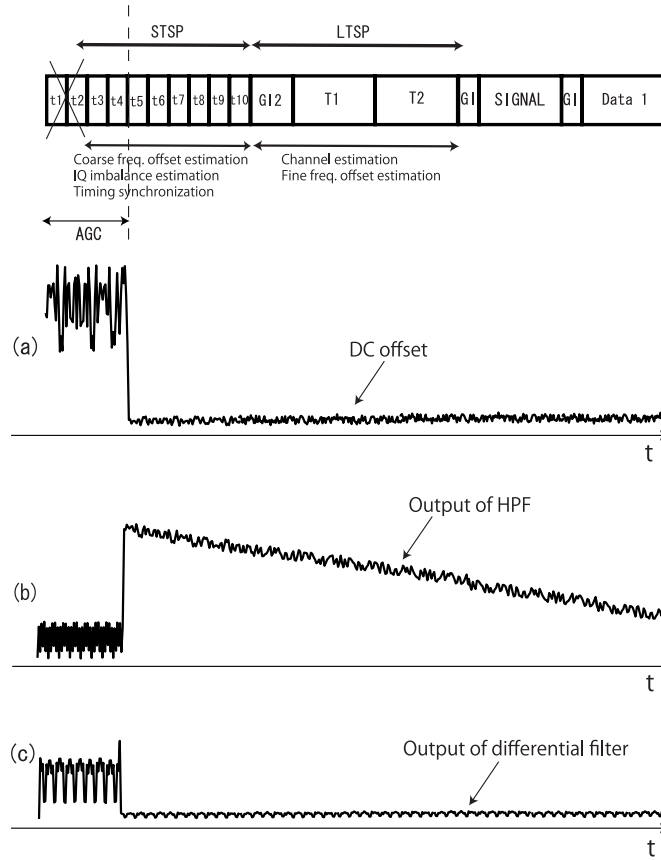 STSP LTSP
t1 t2 t3 t4 t5 t6 t7 t8 t9 t10 GI2 T1 T2 GI SIGNAL GI Data 1
Coarse freq. offset estimation
IQ imbalance estimation
Timing synchronization
Channel estimation
Fine freq. offset estimation
AGC
(a)
DC offset
t
Output of HPF
(b)
t
(c)
Output of differential filter
t